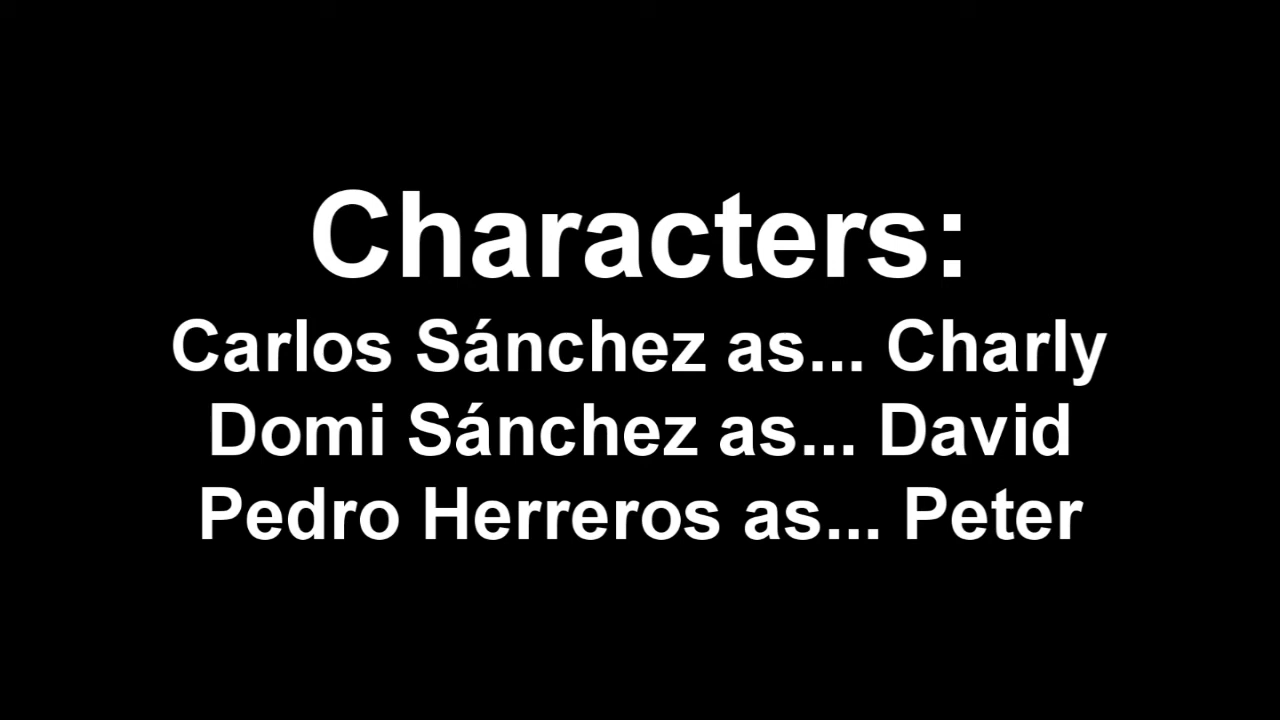 Characters:
Carlos Sánchez as... Charly
Domi Sánchez as... David
Pedro Herreros as... Peter